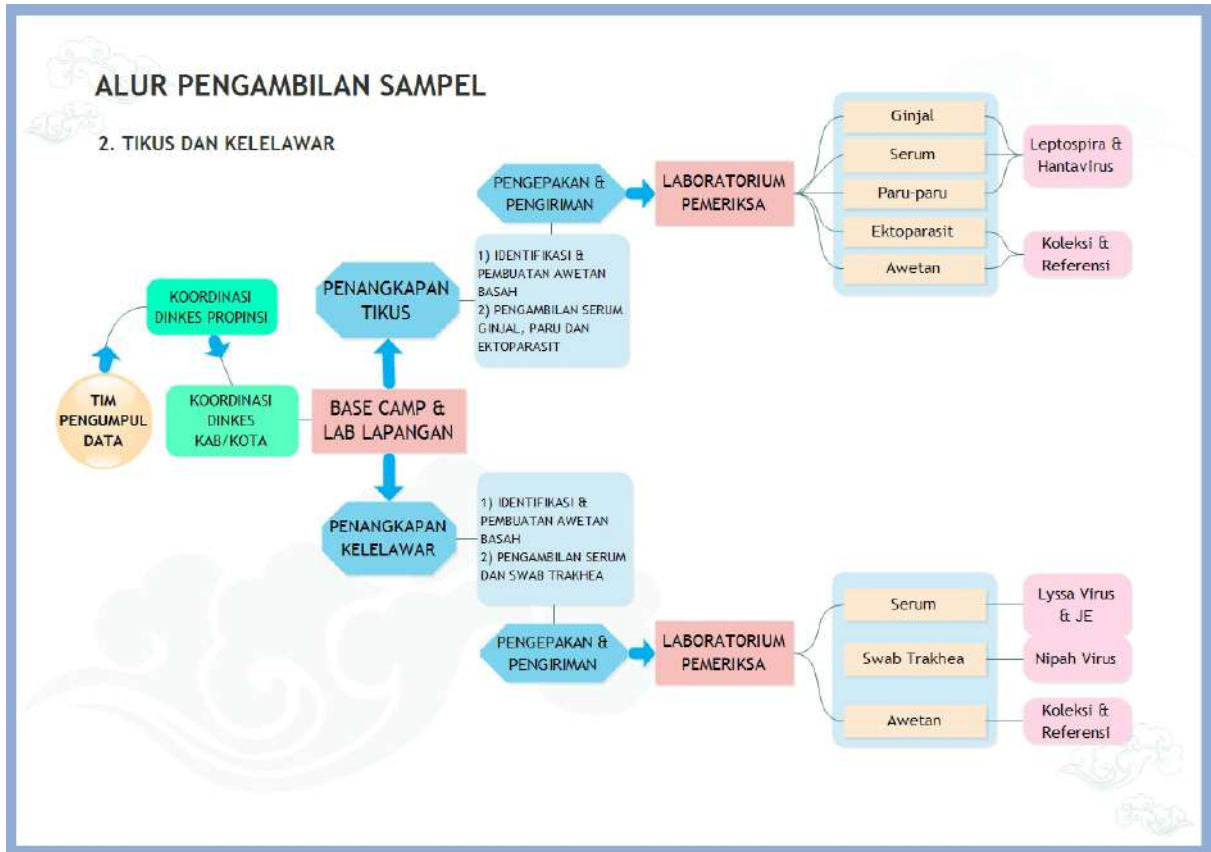 ALUR PENGAMBILAN SAMPEL
2. TIKUS DAN KELELAWAR
TIM
PENGUMPUL
DATA
KOORDINASI
DINKES PROPINSI
KOORDINASI
DINKES
KAB/KOTA
BASE CAMP &
LAB LAPANGAN
PENANGKAPAN
TIKUS
1) IDENTIFIKASI &
PEMBUATAN AWETAN
BASAH
2) PENGAMBILAN SERUM
GINJAL, PARU DAN
EKTOPARASIT
PENGEPAKAN &
PENGIRIMAN
LABORATORIUM
PEMERIKSA
Ginjal
Serum
Paru-paru
Ektoparasit
Awetan
Leptospira &
Hantavirus
Koleksi &
Referensi
PENANGKAPAN
KELELAWAR
1) IDENTIFIKASI &
PEMBUATAN AWETAN
BASAH
2) PENGAMBILAN SERUM
DAN SWAB TRAKHEA
PENGEPAKAN &
PENGIRIMAN
LABORATORIUM
PEMERIKSA
Serum
Swab Trakhea
Awetan
Lyssa Virus
& JE
Nipah Virus
Koleksi &
Referensi